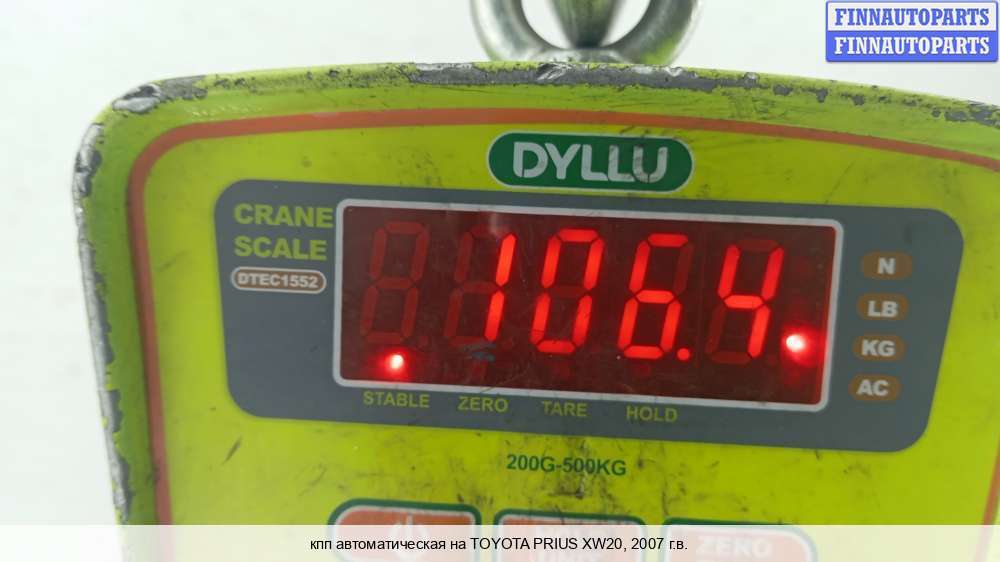 FINNAUTOPARTS
FINNAUTOPARTS
DYLLU
CRANE
SCALE
DTEC1552
106.4
N
LB
KG
AC
STABLE ZERO TARE HOLD
200G-500KG
ZERO
кпп автоматическая на TOYOTA PRIUS XW20, 2007 г.в.